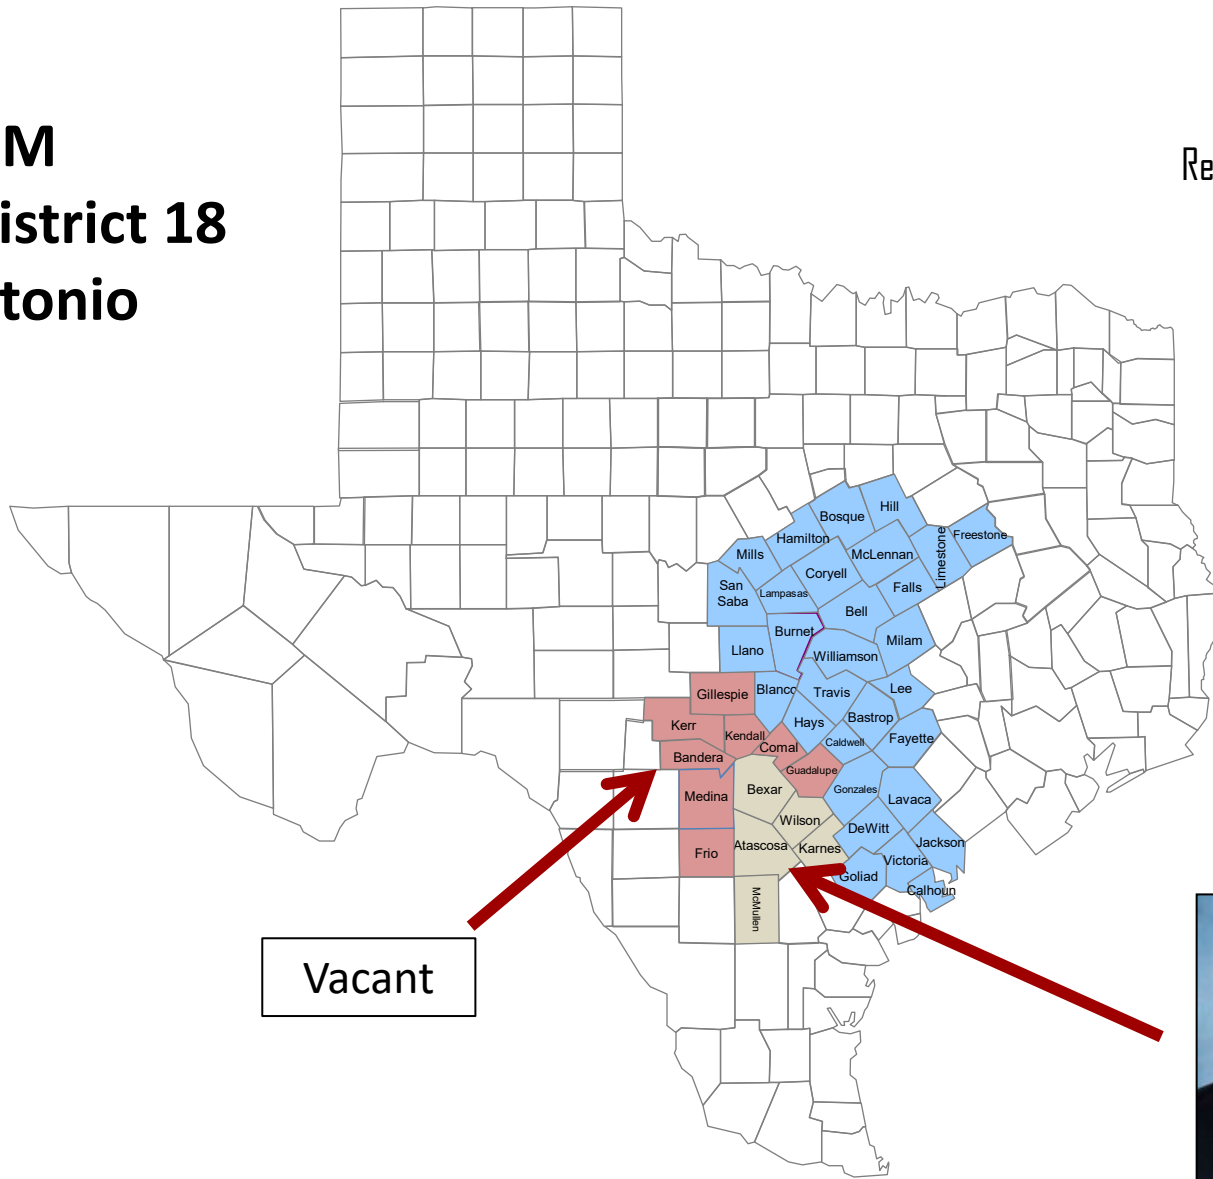 M
istrict 18
tonio
Re
Hill
Bosque
Freestone
Hamilton
Limestone
Mills
McLennan
Coryell
San
Saba
Lampasas
Falls
Bell
Burnet
Milam
Llano
Williamson
Gillespie
Blanco
Travis
Lee
Kerr
Hays
Bastrop
Kendall
Comal
Caldwell
Fayette
Bandera
Guadalupe
Medina
Bexar
Gonzales
Lavaca
Wilson
DeWitt
Frio
Atascosa
Karnes
Jackson
Victoria
Goliad
Calhoun
McMullen
Vacant